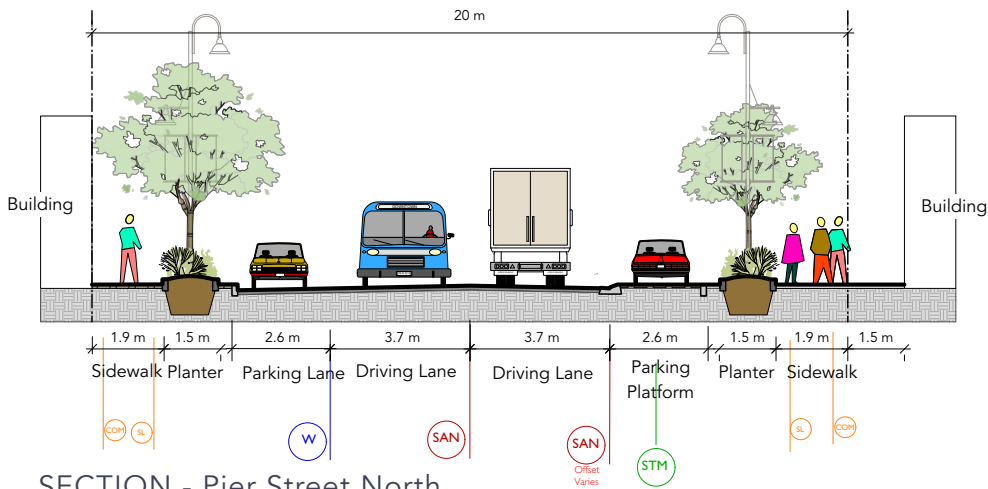 20 m
Building
Building
1.9 m 1.5 m 2.6 m 3.7 m 3.7 m 2.6 m 1.5 m 1.9 m 1.5 m
Sidewalk Planter Parking Lane Driving Lane Driving Lane Parking Platform Planter Sidewalk
COM SL W SAN SAN STM SL COM
Offset
Varies
SECTION - Pier Street North